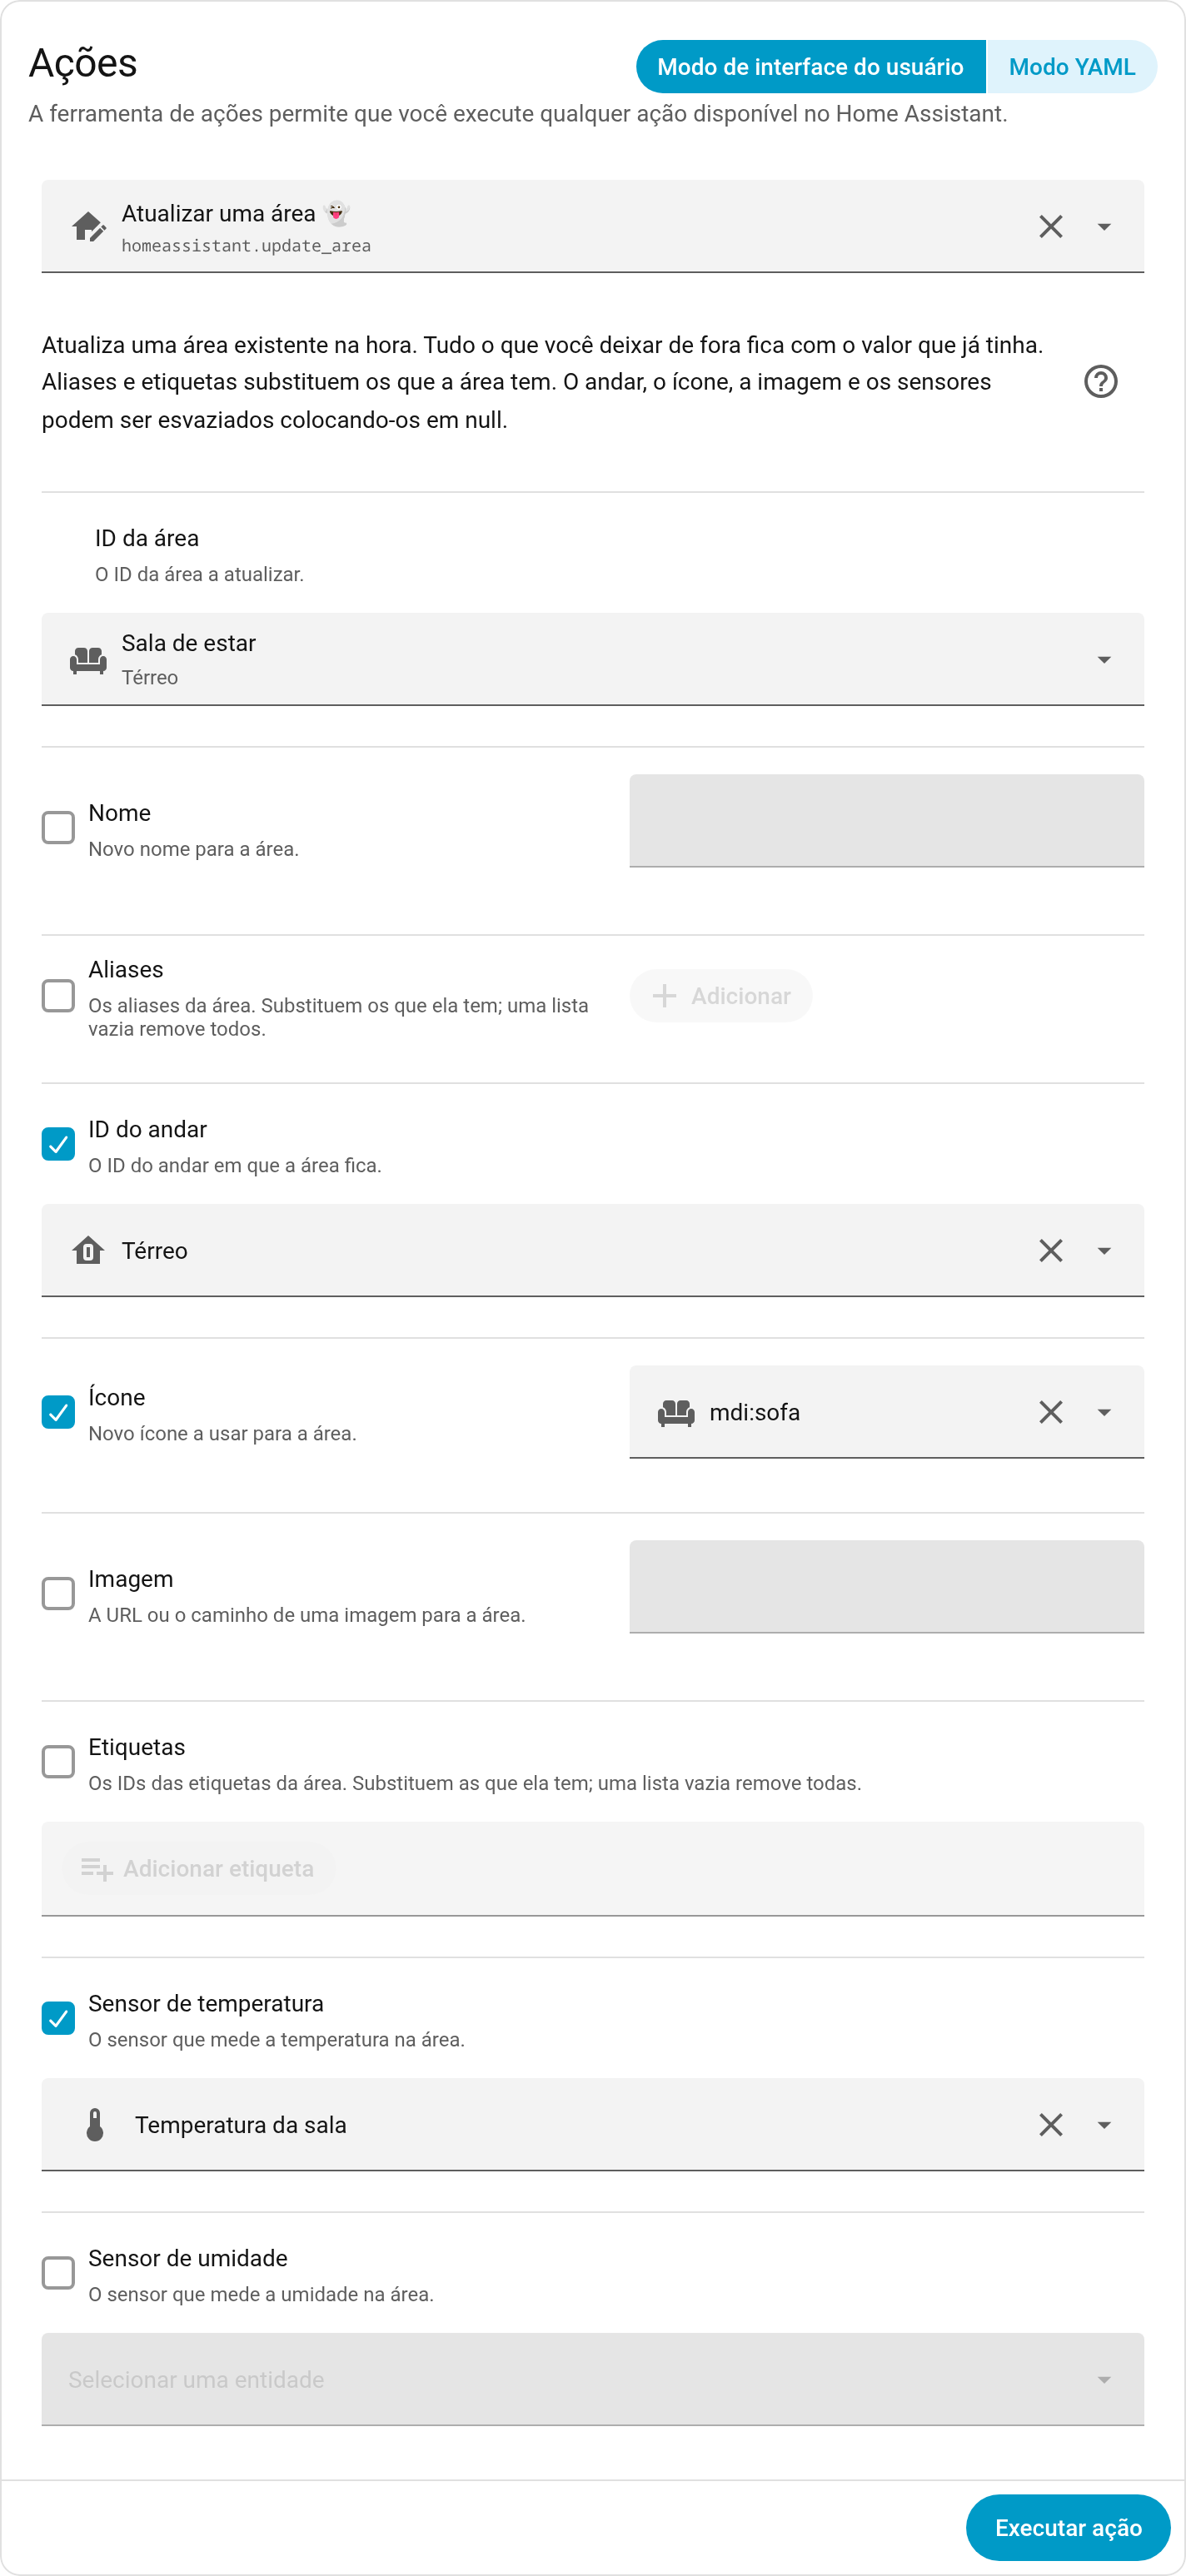 Ações
Modo de interface do usuário
Modo YAML
A ferramenta de ações permite que você execute qualquer ação disponível no Home Assistant.
Atualizar uma área 👻
homeassistant.update_area
Atualiza uma área existente na hora. Tudo o que você deixar de fora fica com o valor que já tinha.
Aliases e etiquetas substituem os que a área tem. O andar, o ícone, a imagem e os sensores
podem ser esvaziados colocando-os em null.
ID da área
O ID da área a atualizar.
Sala de estar
Térreo
Nome
Novo nome para a área.
Aliases
Os aliases da área. Substituem os que ela tem; uma lista
vazia remove todos.
Adicionar
ID do andar
O ID do andar em que a área fica.
0
Térreo
Ícone
Novo ícone a usar para a área.
mdi:sofa
Imagem
A URL ou o caminho de uma imagem para a área.
Etiquetas
Os IDs das etiquetas da área. Substituem as que ela tem; uma lista vazia remove todas.
Adicionar etiqueta
Sensor de temperatura
O sensor que mede a temperatura na área.
Temperatura da sala
Sensor de umidade
O sensor que mede a umidade na área.
Selecionar uma entidade
Executar ação